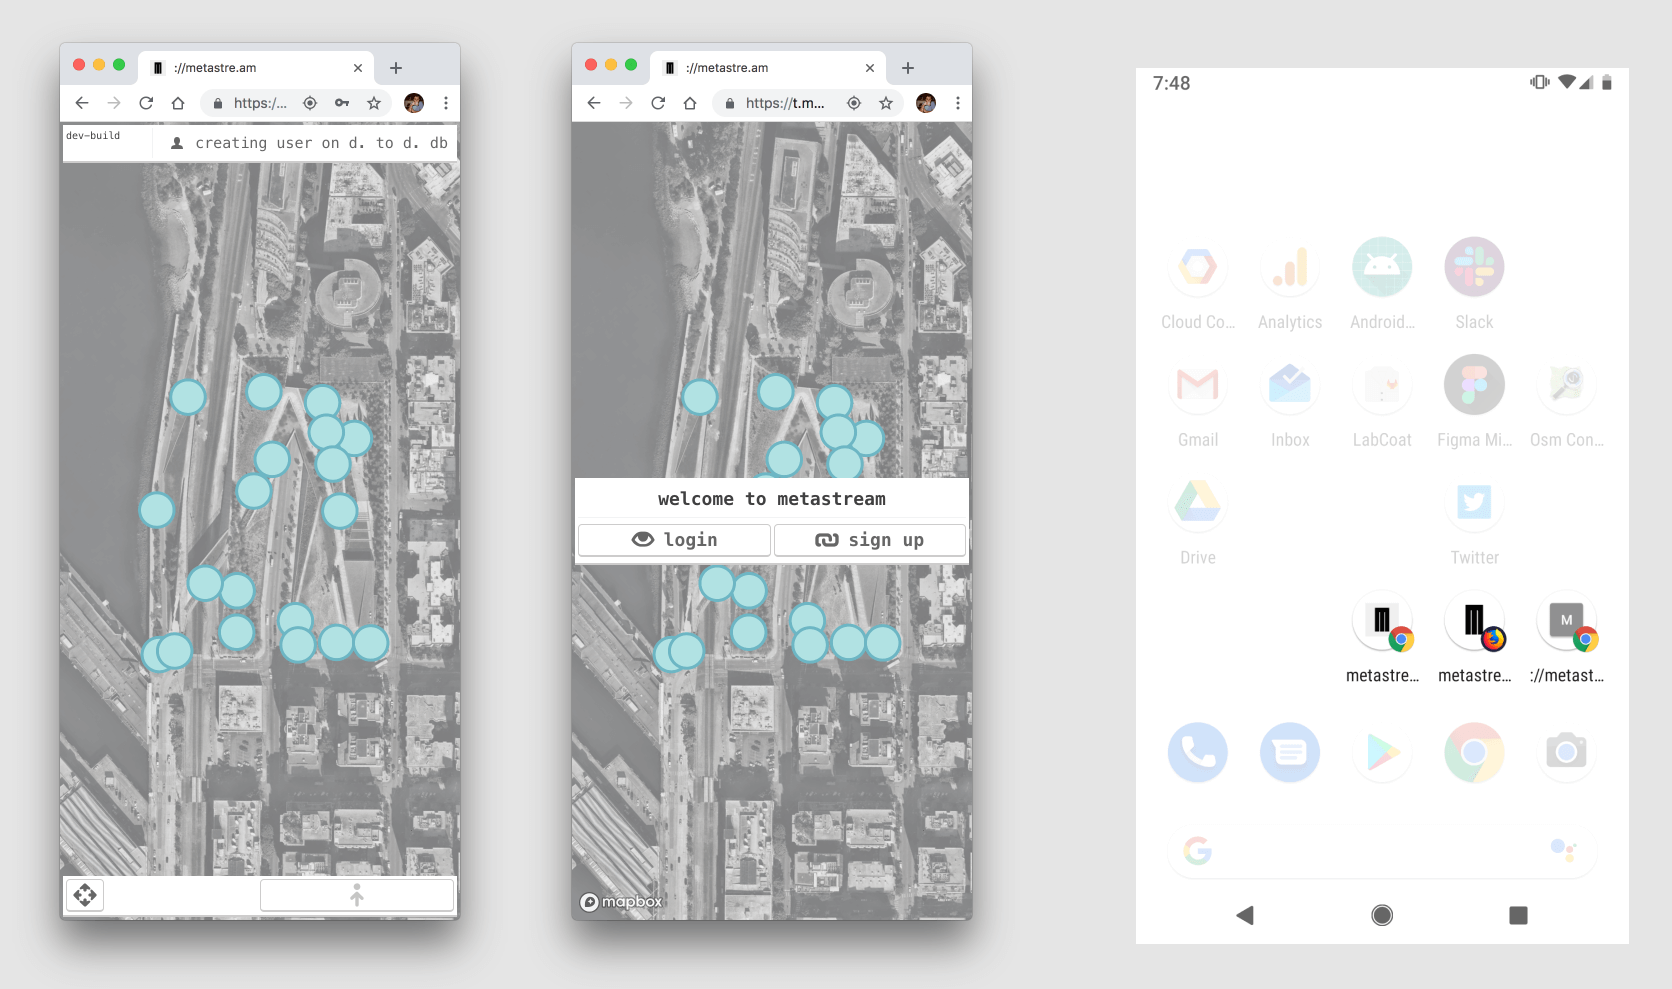 ://metastre.am
https:/...
dev-build
creating user on d. to d. db
://metastre.am
https://t.m...
welcome to metastream
login
sign up
mapbox
7:48
Cloud Co...
Analytics
Android...
Slack
Gmail
Inbox
LabCoat
Figma Mi...
Osm Con...
Drive
Twitter
M
metastre...
metastre...
://metast...